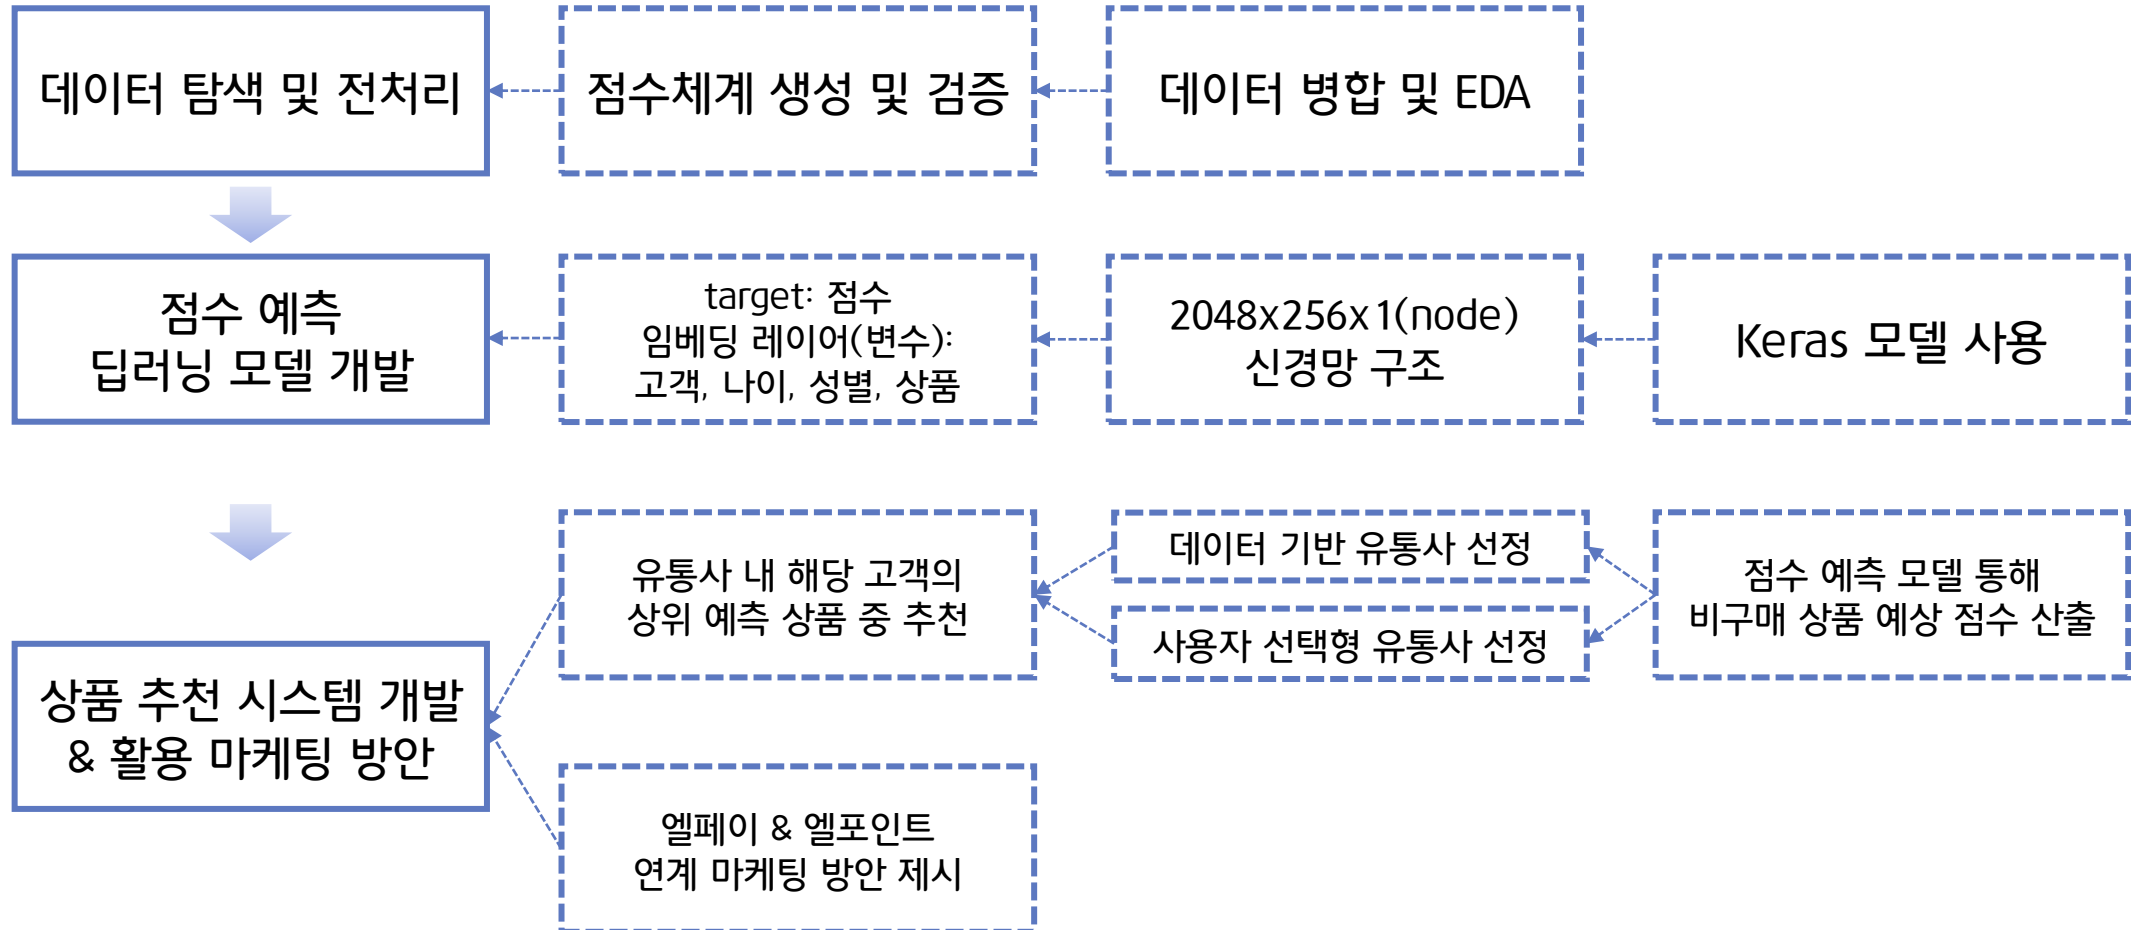 데이터 탐색 및 전처리
점수체계 생성 및 검증
데이터 병합 및 EDA
점수 예측
딥러닝 모델 개발
target: 점수
임베딩 레이어(변수):
고객, 나이, 성별, 상품
2048x256x1(node)
신경망 구조
Keras 모델 사용
상품 추천 시스템 개발
& 활용 마케팅 방안
유통사 내 해당 고객의
상위 예측 상품 중 추천
데이터 기반 유통사 선정
사용자 선택형 유통사 선정
점수 예측 모델 통해
비구매 상품 예상 점수 산출
엘페이 & 엘포인트
연계 마케팅 방안 제시